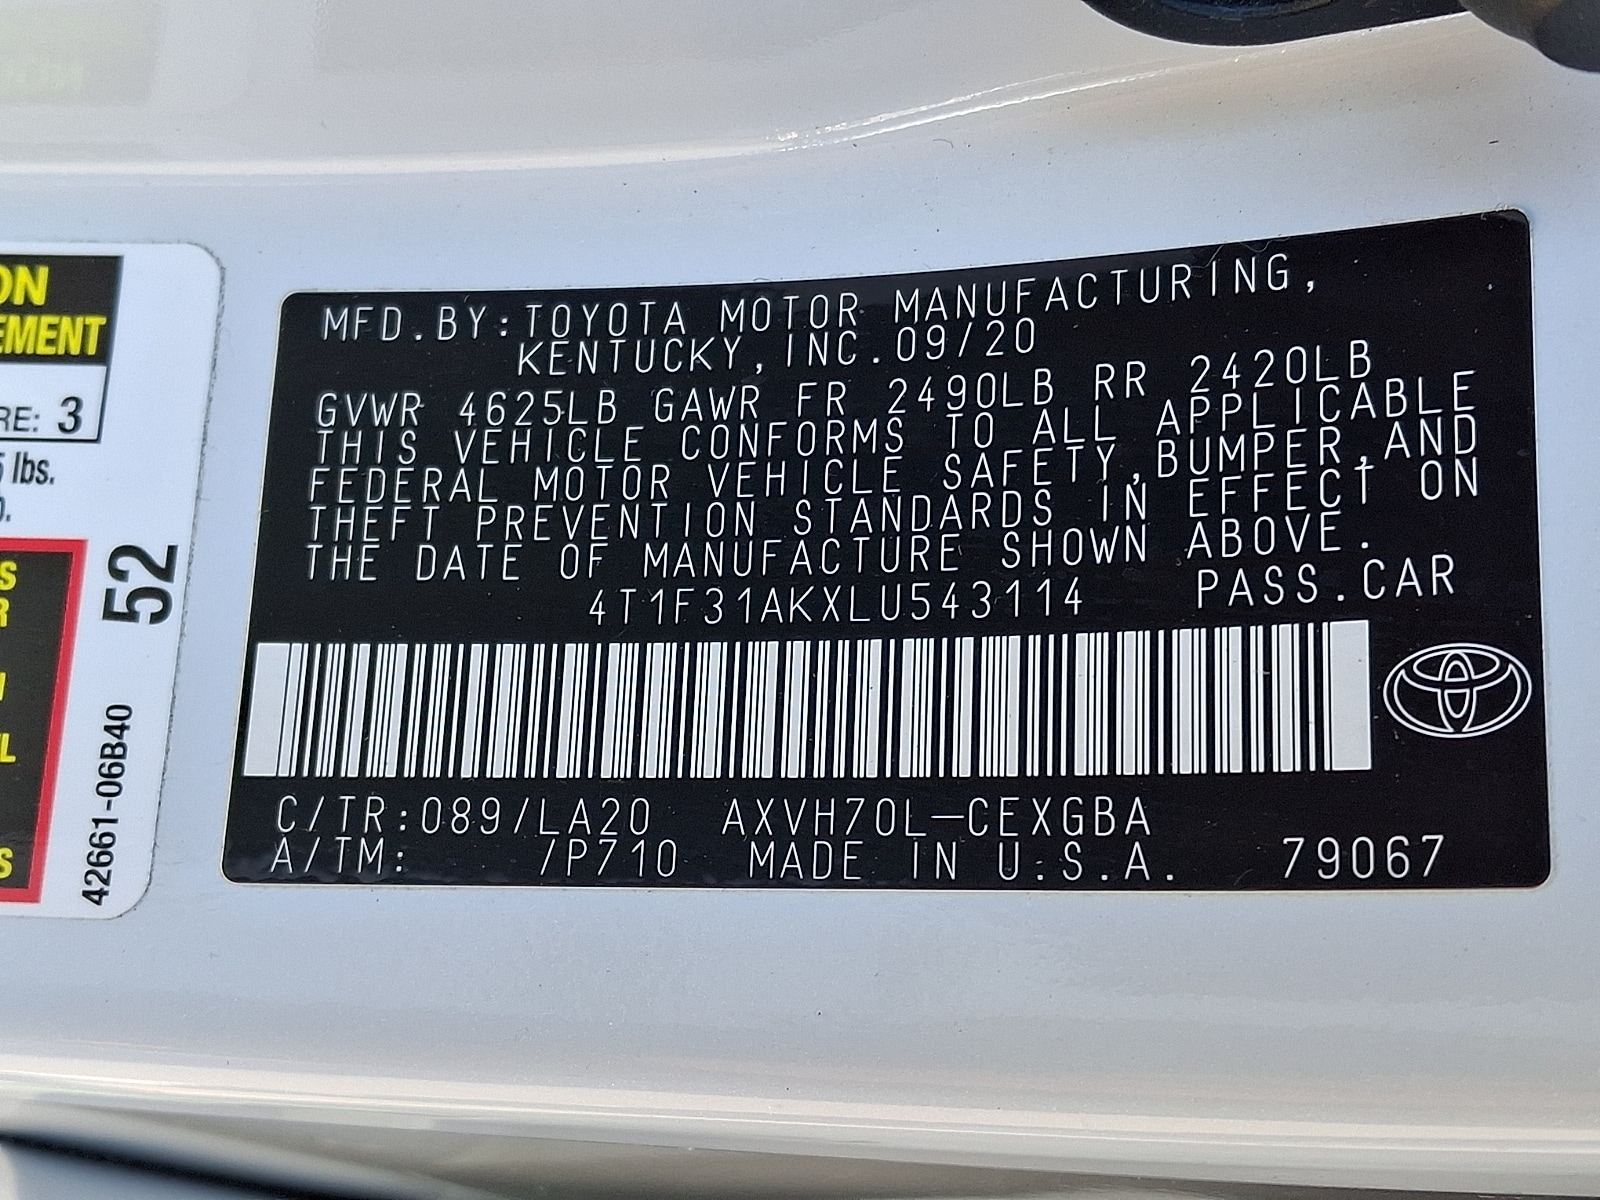 ON
EMENT
RE: 3
5 lbs.
52
42661-06B40
MFD.BY:TOYOTA MOTOR MANUFACTURING,
KENTUCKY,INC.09/20
GVWR 4625LB GAWR FR 2490LB RR 2420LB
THIS VEHICLE CONFORMS TO ALL APPLICABLE
FEDERAL MOTOR VEHICLE SAFETY,BUMPER,AND
THEFT PREVENTION STANDARDS IN EFFECT ON
THE DATE OF MANUFACTURE SHOWN ABOVE.
4T1F31AKXLU543114 PASS.CAR
C/TR:089/LA20 AXVH70L-CEXGBA
A/TM: /P710 MADE IN U.S.A. 79067